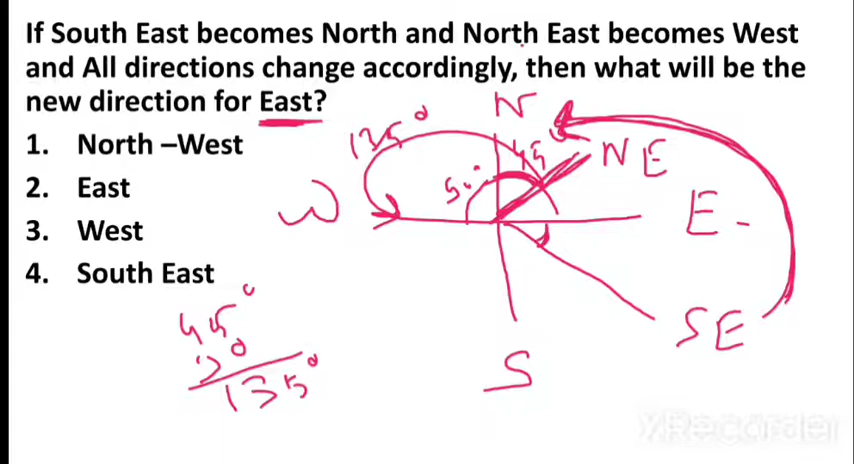 If South East becomes North and North East becomes West
and All directions change accordingly, then what will be the
new direction for East?
1. North –West
2. East
3. West
4. South East
N
135°
45
NE
W
E -
45°
135°
SE
S
XRecorder